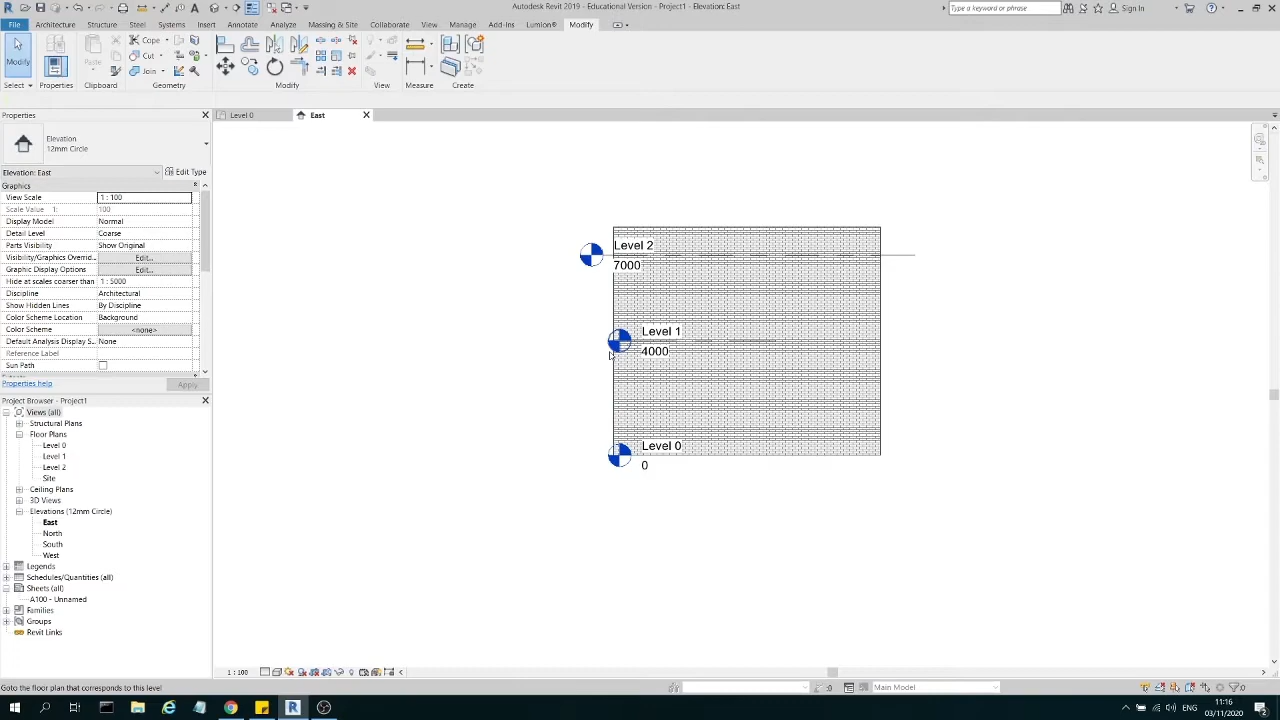 Autodesk Revit 2019 - Educational Version - Project1 - Elevation: East
Type a keyword or phrase
Sign In
File Architecture Structure Steel Systems Insert Annotate Analyze Massing & Site Collaborate View Manage Add-Ins Lumion® Modify
Modify
Paste
Cope
Cut
Join
Select Properties Clipboard Geometry Modify View Measure Create
Properties
Level 0
East
Elevation
12mm Circle
Elevation: East
Edit Type
Graphics
View Scale 1 : 100
Scale Value 1: 100
Display Model Normal
Detail Level Coarse
Parts Visibility Show Original
Visibility/Graphics Overrid... Edit...
Graphic Display Options Edit...
Hide at scales coarser than 1 : 5000
Discipline Architectural
Show Hidden Lines By Discipline
Color Scheme Location Background
Color Scheme <none>
Default Analysis Display S... None
Reference Label
Sun Path
Properties help
Apply
Project Browser - Project1
Views (all)
Structural Plans
Floor Plans
Level 0
Level 1
Level 2
Site
Ceiling Plans
3D Views
Elevations (12mm Circle)
East
North
South
West
Legends
Schedules/Quantities (all)
Sheets (all)
A100 - Unnamed
Families
Groups
Revit Links
Level 2
7000
Level 1
4000
Level 0
0
1 : 100
Goto the floor plan that corresponds to this level
:0
Main Model
:0
ENG
11:16
03/11/2020
2